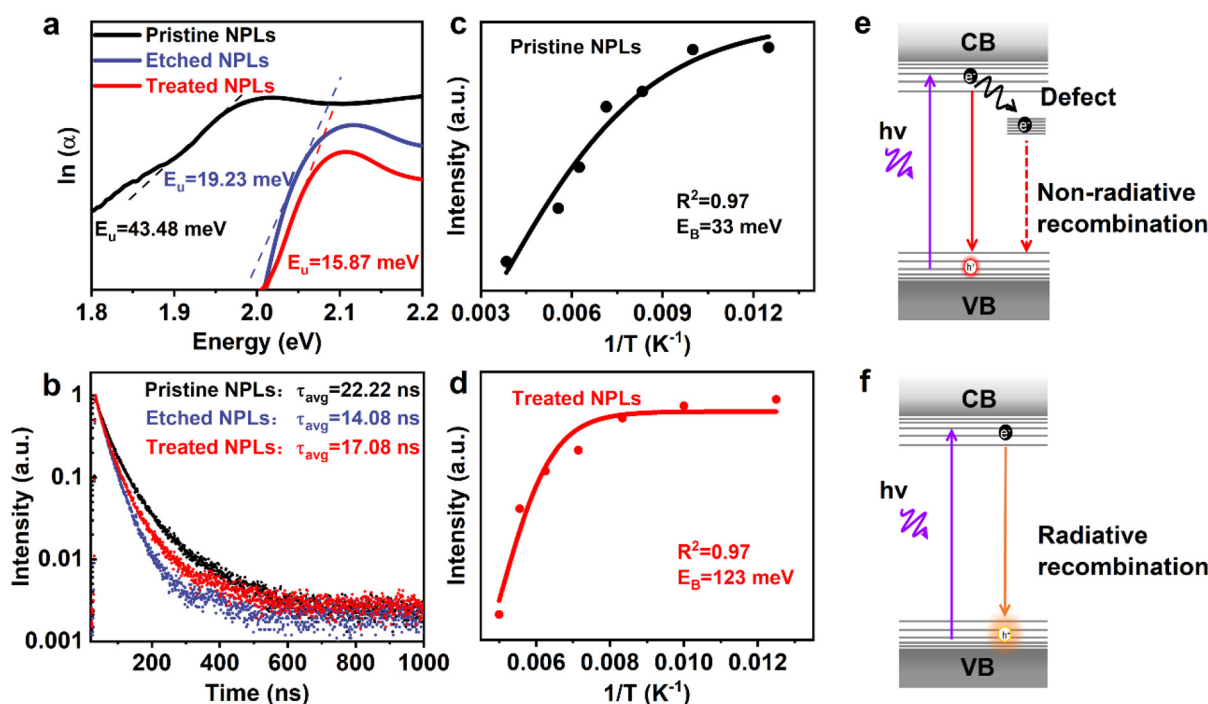 a
Pristine NPLs
Etched NPLs
Treated NPLs
ln (α)
E_u=19.23 meV
E_u=43.48 meV
E_u=15.87 meV
1.8 1.9 2.0 2.1 2.2
Energy (eV)
b
Pristine NPLs: τ_avg=22.22 ns
Etched NPLs: τ_avg=14.08 ns
Treated NPLs: τ_avg=17.08 ns
Intensity (a.u.)
1
0.1
0.01
0.001
200 400 600 800 1000
Time (ns)
c
Pristine NPLs
Intensity (a.u.)
R²=0.97
E_B=33 meV
0.003 0.006 0.009 0.012
1/T (K⁻¹)
d
Treated NPLs
Intensity (a.u.)
R²=0.97
E_B=123 meV
0.006 0.008 0.010 0.012
1/T (K⁻¹)
e
CB
e⁻
Defect
e⁻
hv
Non-radiative
recombination
h⁺
VB
f
CB
e⁻
hv
Radiative
recombination
h⁺
VB